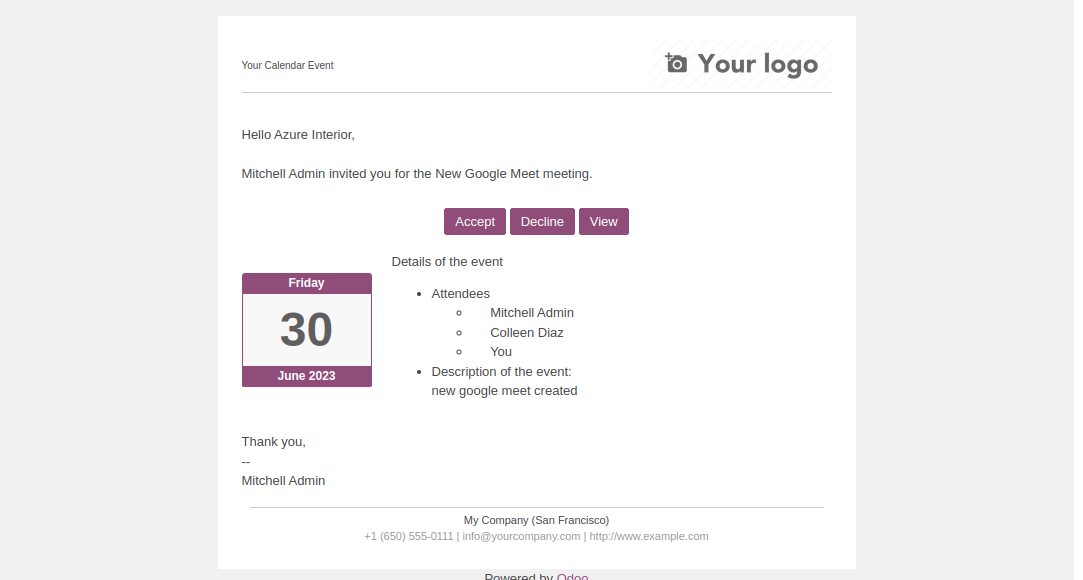 Your Calendar Event
Your logo
Hello Azure Interior,
Mitchell Admin invited you for the New Google Meet meeting.
Accept Decline View
Details of the event
Friday
30
June 2023
Attendees
Mitchell Admin
Colleen Diaz
You
Description of the event:
new google meet created
Thank you,
--
Mitchell Admin
My Company (San Francisco)
+1 (650) 555-0111 | info@yourcompany.com | http://www.example.com
Powered by Odoo